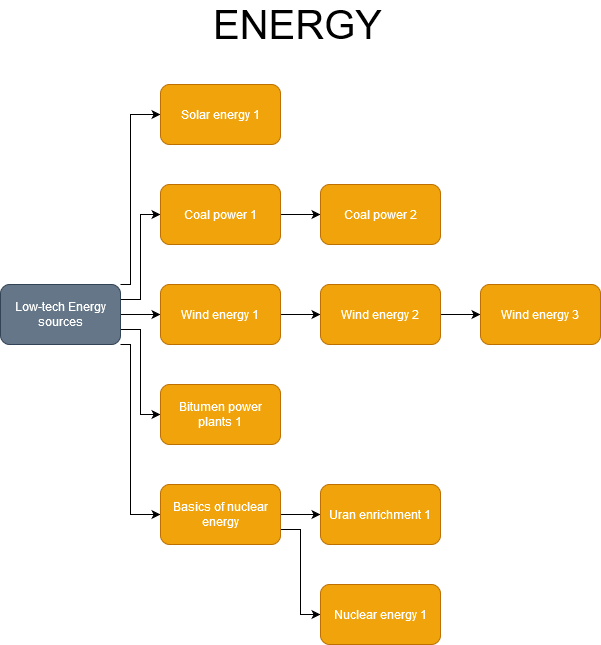 ENERGY
Solar energy 1
Coal power 1
Coal power 2
Low-tech Energy
sources
Wind energy 1
Wind energy 2
Wind energy 3
Bitumen power
plants 1
Basics of nuclear
energy
Uran enrichment 1
Nuclear energy 1